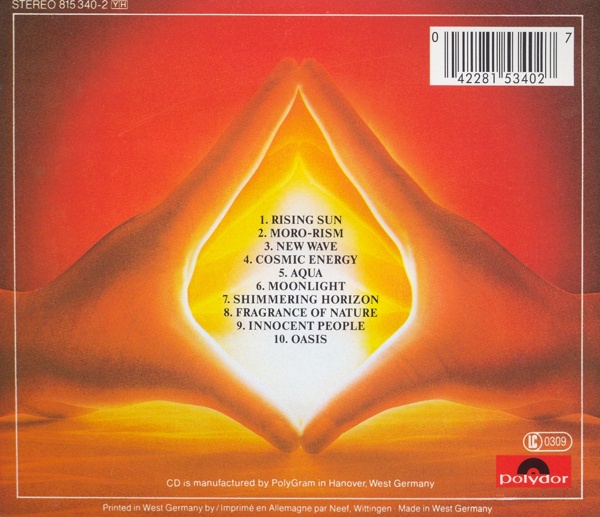 STEREO 815 340-2 YH
0 42281 53402 7
1. RISING SUN
2. MORO-RISM
3. NEW WAVE
4. COSMIC ENERGY
5. AQUA
6. MOONLIGHT
7. SHIMMERING HORIZON
8. FRAGRANCE OF NATURE
9. INNOCENT PEOPLE
10. OASIS
LC 0309
polydor
CD is manufactured by PolyGram in Hanover, West Germany
Printed in West Germany by / Imprimé en Allemagne par Neef, Wittingen · Made in West Germany